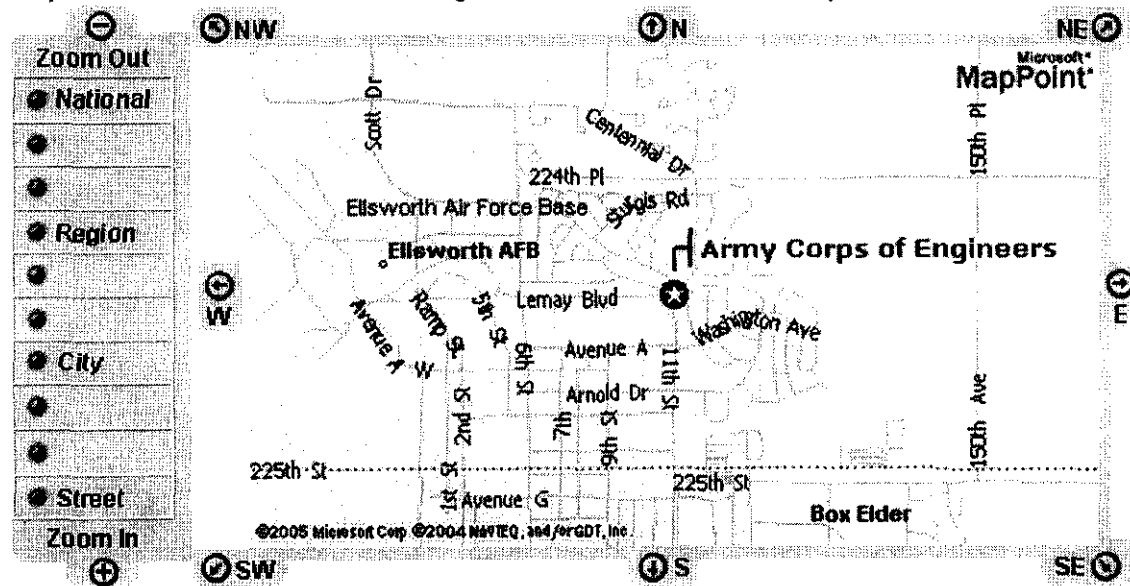 NW
N
NE
Zoom Out
National
Region
City
Street
Zoom In
Microsoft
MapPoint
Scott Dr
Centennial Dr
150th Pl
224th Pl
Ellsworth Air Force Base
Rd
Ellsworth AFB
Army Corps of Engineers
W
E
Lemay Blvd
Washington Ave
Avenue A W
Ramp St
5th St
6th St
Avenue A
11th St
Arnold Dr
2nd St
7th
9th St
150th Ave
225th St
225th St
1st St
Avenue G
Box Elder
©2005 Microsoft Corp ©2004 NAVTEQ, and/or GDT, Inc.
SW
S
SE